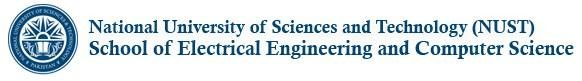 National University of Sciences and Technology (NUST)
School of Electrical Engineering and Computer Science